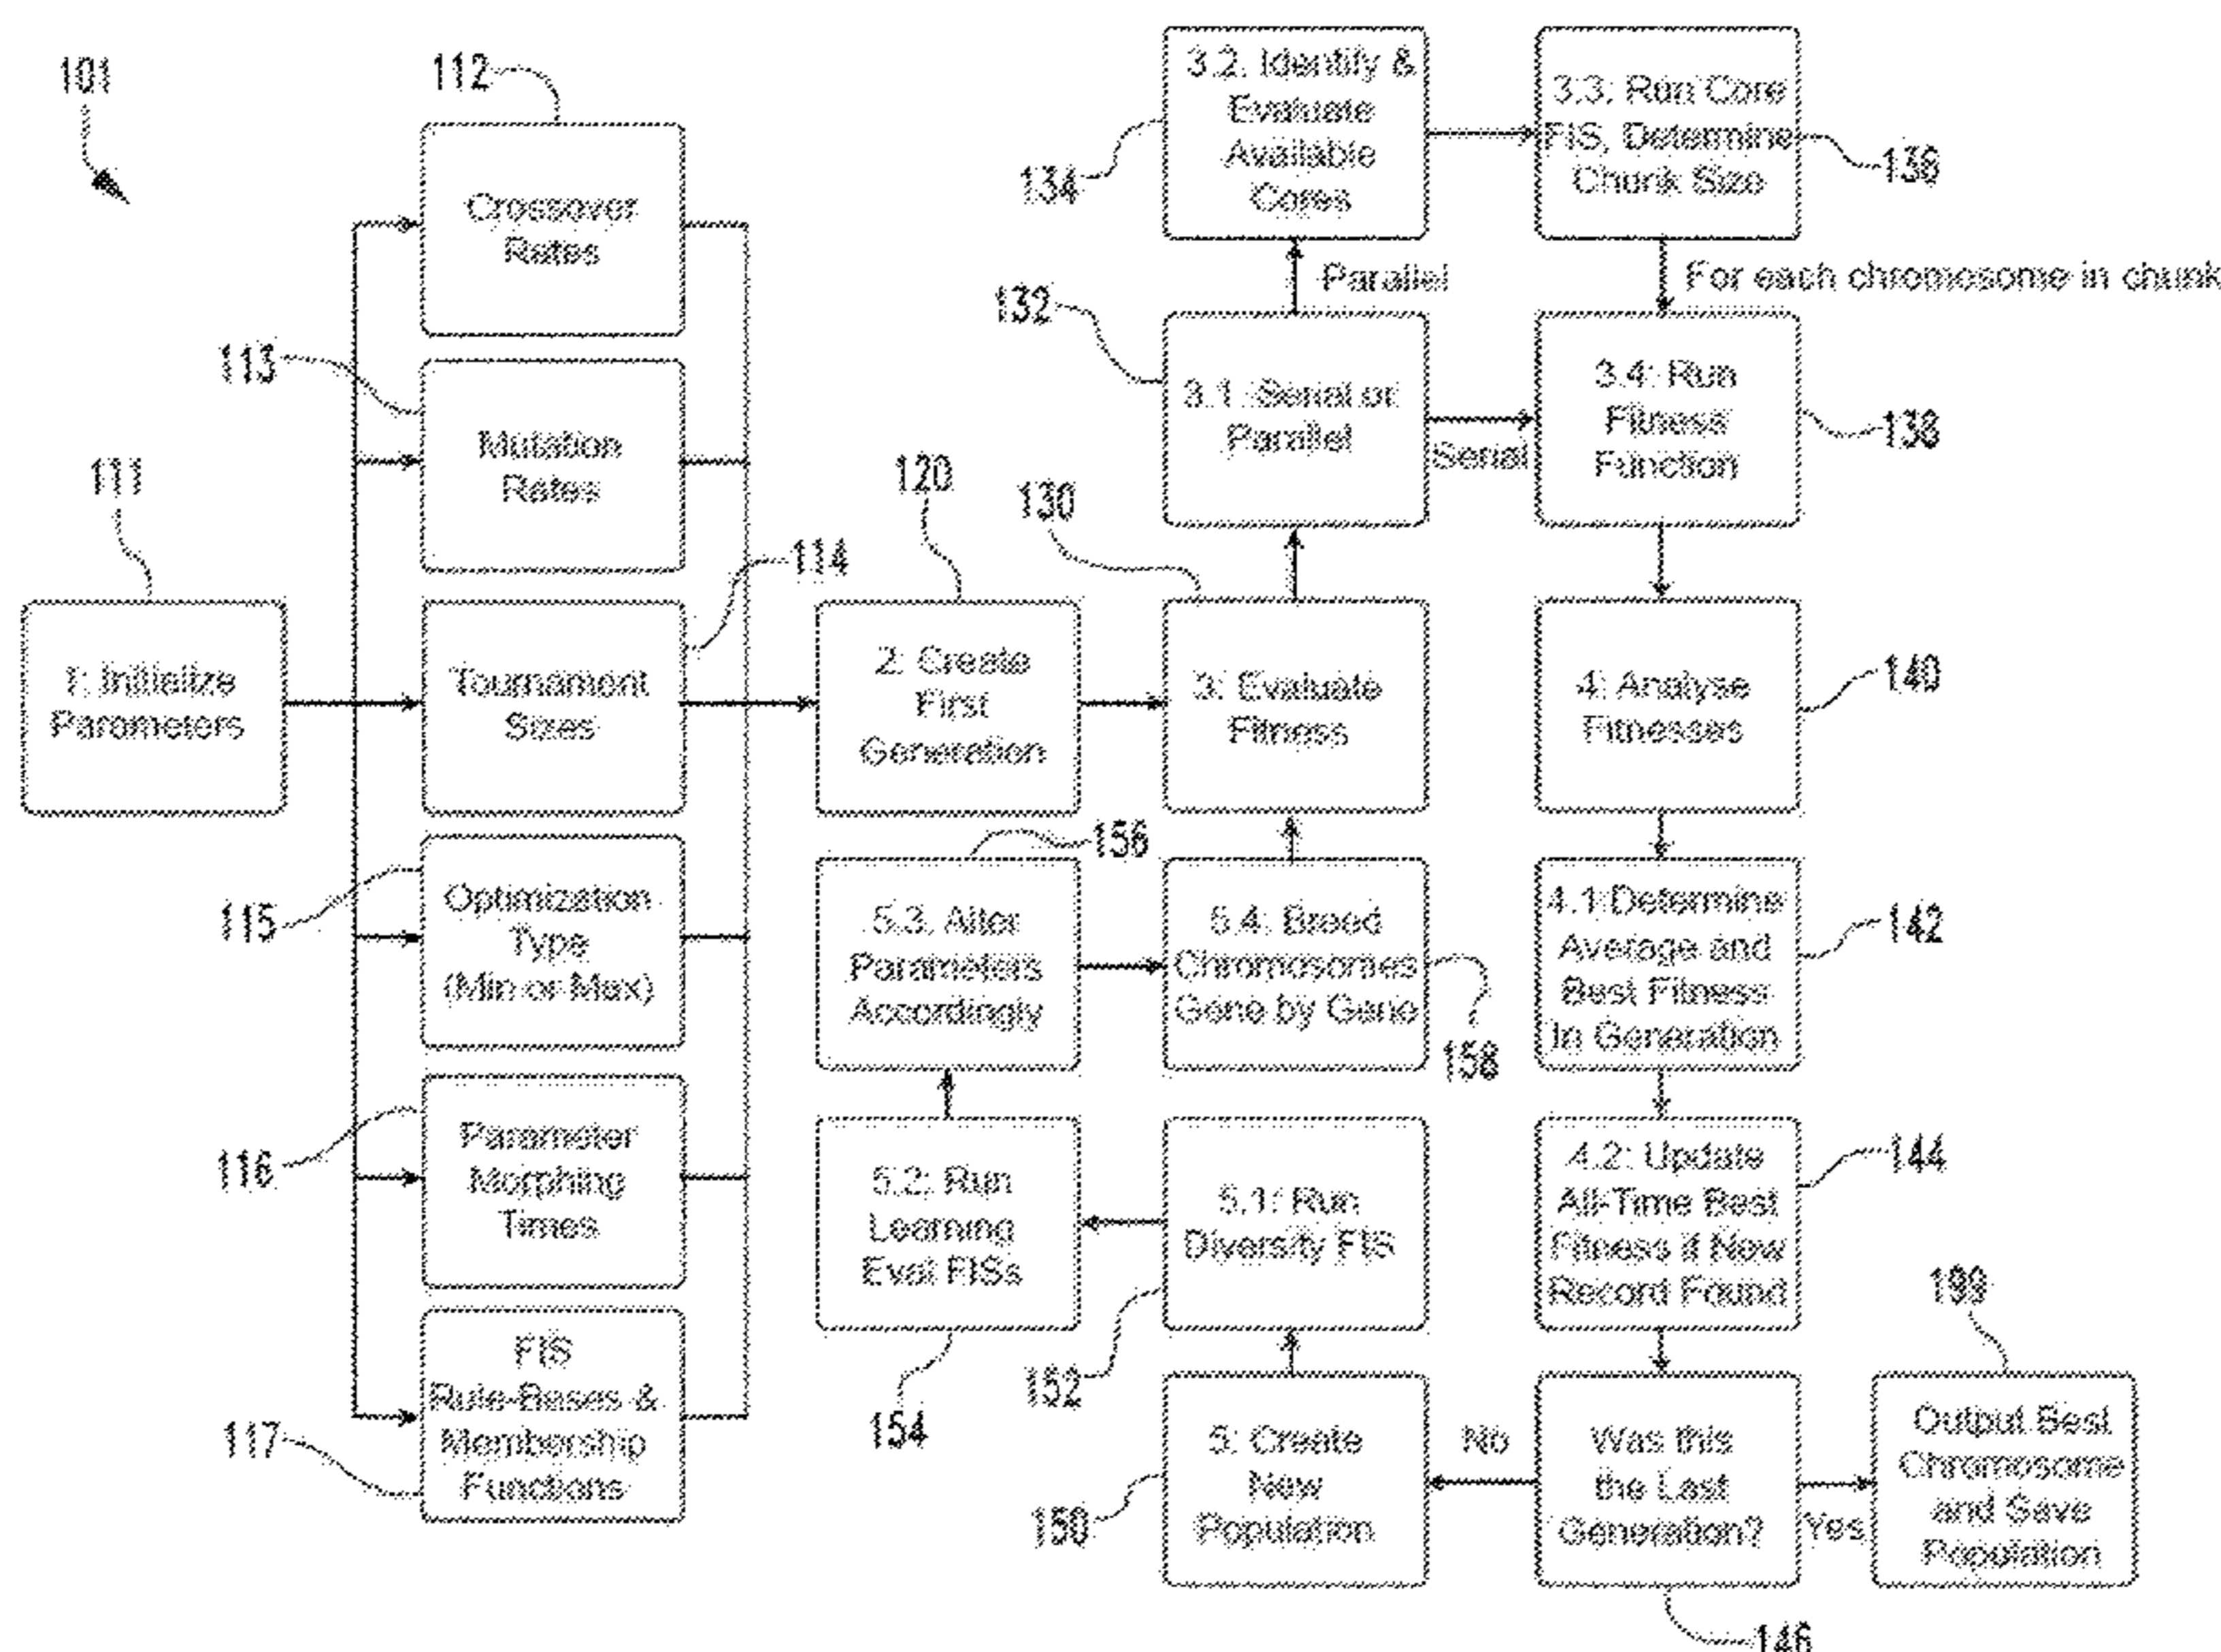 101
112
Crossover
Rates
113
Mutation
Rates
111
1: Initialize
Parameters
114
Tournament
Sizes
115
Optimization
Type
(Min or Max)
116
Parameter
Morphing
Times
117
FIS
Rule-Bases &
Membership
Functions
120
2: Create
First
Generation
130
3: Evaluate
Fitness
132
3.1: Serial or
Parallel
Parallel
Serial
134
3.2: Identify &
Evaluate
Available
Cores
3.3: Run Core
FIS, Determine
Chunk Size
136
For each chromosome in chunk
3.4: Run
Fitness
Function
138
4: Analyse
Fitnesses
140
4.1 Determine
Average and
Best Fitness
In Generation
142
4.2: Update
All-Time Best
Fitness if New
Record Found
144
Was this
the Last
Generation?
146
No
Yes
199
Output Best
Chromosome
and Save
Population
5: Create
New
Population
150
5.1: Run
Diversity FIS
152
5.2: Run
Learning
Eval FISs
154
156
5.3: Alter
Parameters
Accordingly
5.4: Breed
Chromosomes
Gene by Gene
158